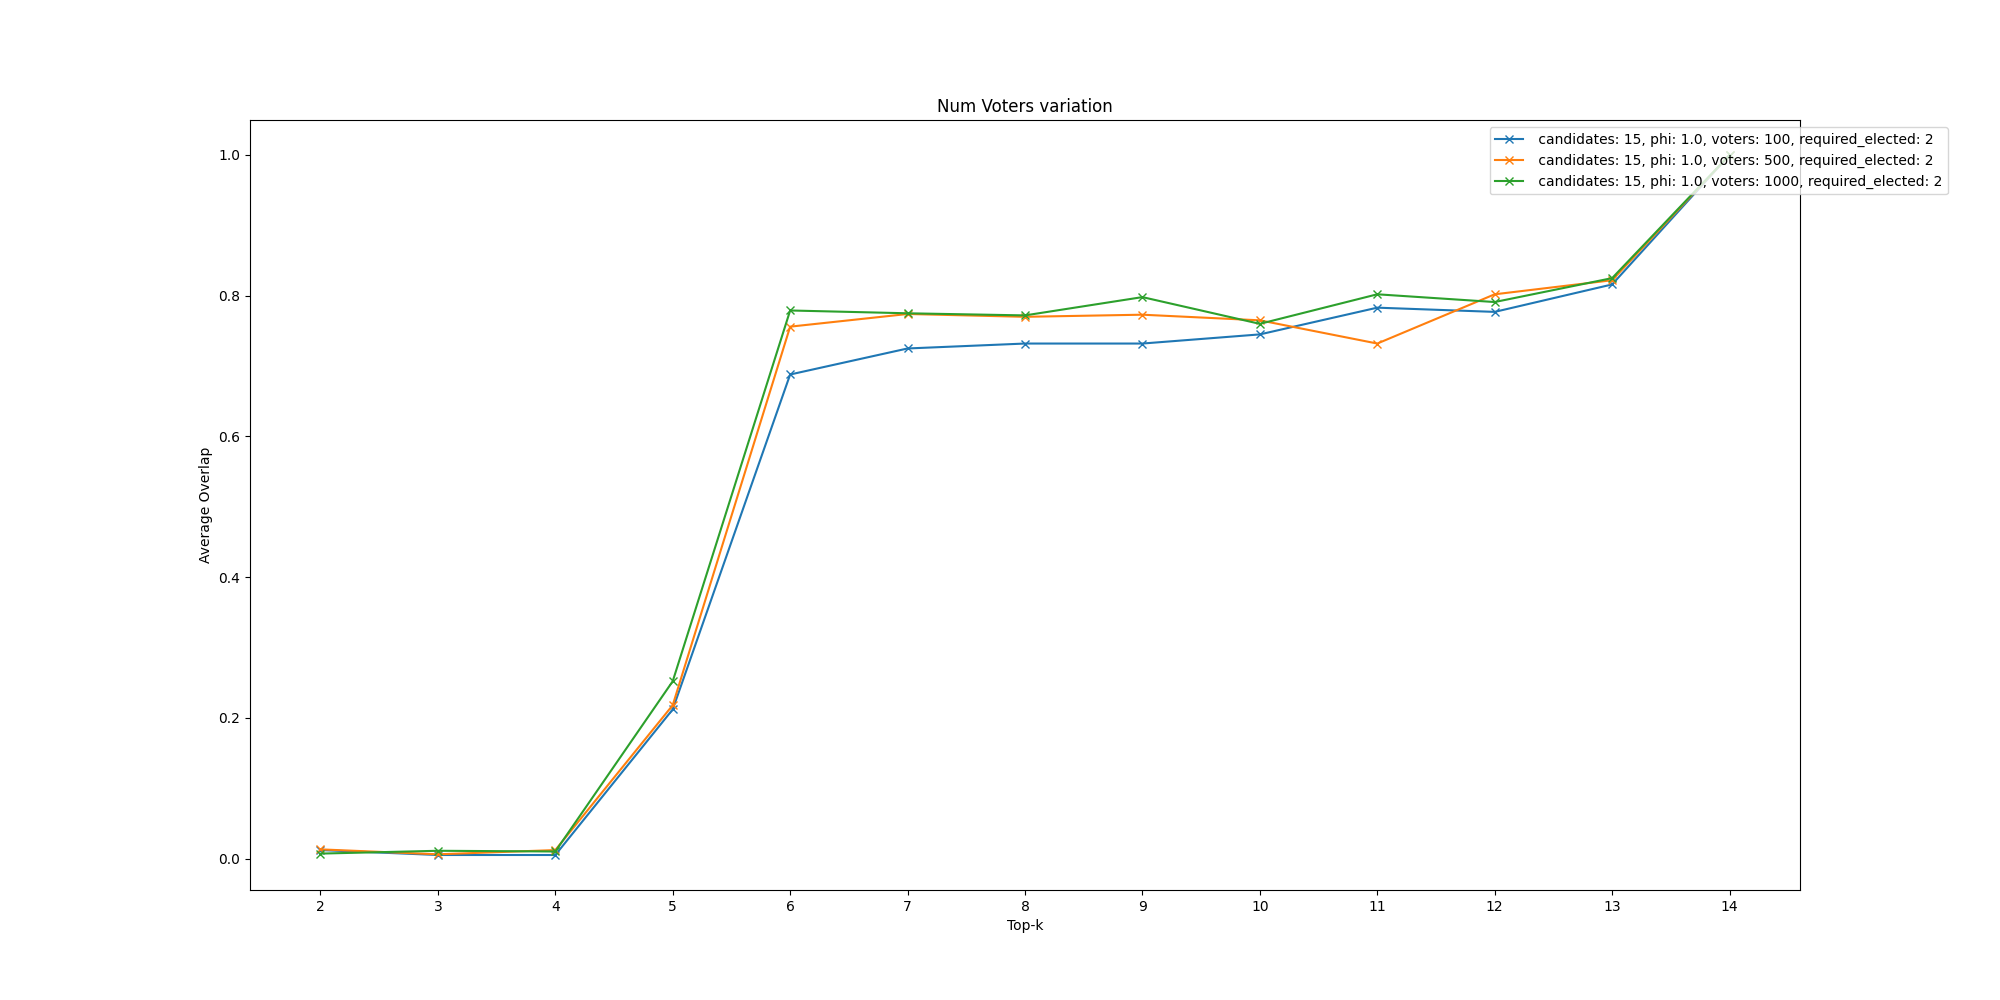 Num Voters variation
candidates: 15, phi: 1.0, voters: 100, required_elected: 2
candidates: 15, phi: 1.0, voters: 500, required_elected: 2
candidates: 15, phi: 1.0, voters: 1000, required_elected: 2
1.0
0.8
0.6
0.4
0.2
0.0
Average Overlap
2 3 4 5 6 7 8 9 10 11 12 13 14
Top-k